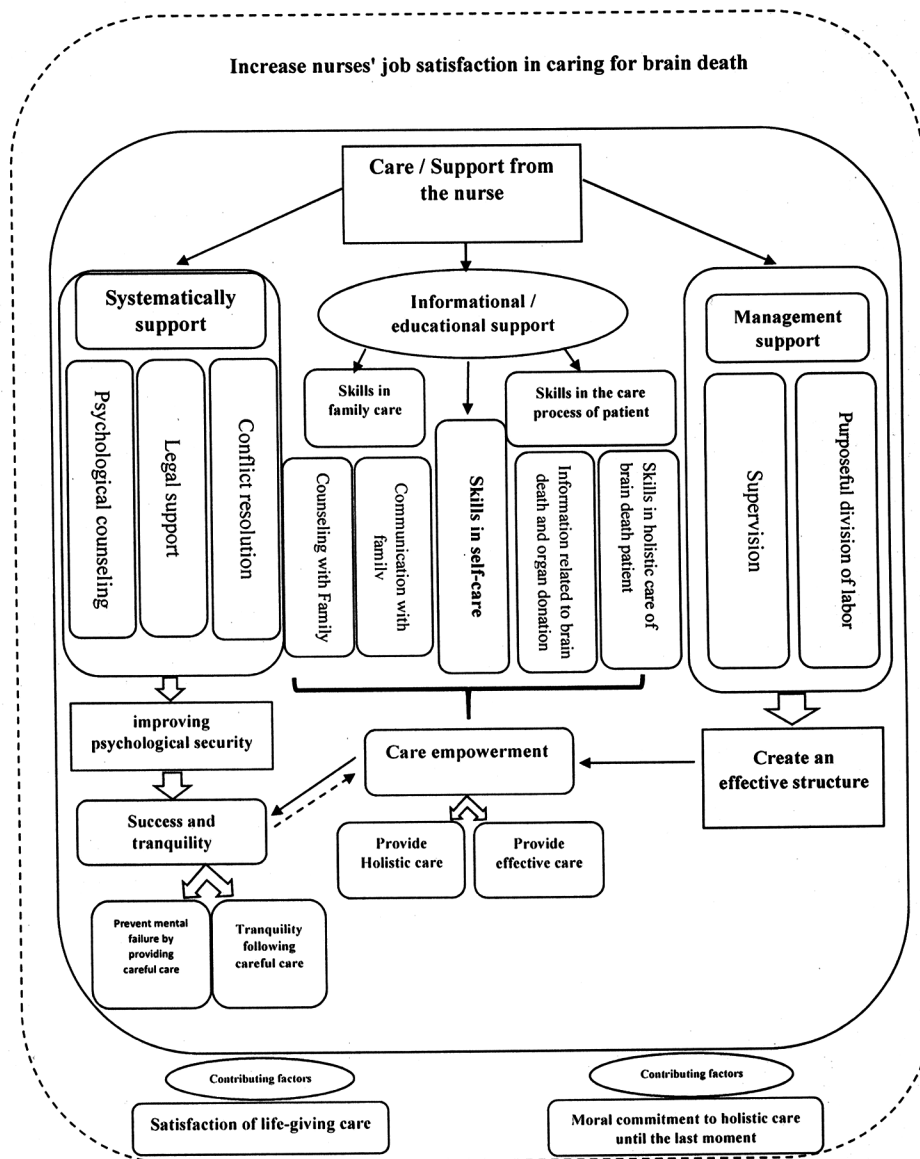 Increase nurses' job satisfaction in caring for brain death
Care / Support from
the nurse
Systematically
support
Informational /
educational support
Management
support
Psychological counseling
Legal support
Conflict resolution
Skills in
family care
Skills in the care
process of patient
Counseling with Family
Communication with
family
Skills in self-care
Information related to brain
death and organ donation
Skills in holistic care of
brain death patient
Supervision
Purposeful division of labor
improving
psychological security
Care empowerment
Create an
effective structure
Success and
tranquility
Provide
Holistic care
Provide
effective care
Prevent mental
failure by
providing
careful care
Tranquility
following
careful care
Contributing factors
Satisfaction of life-giving care
Contributing factors
Moral commitment to holistic care
until the last moment